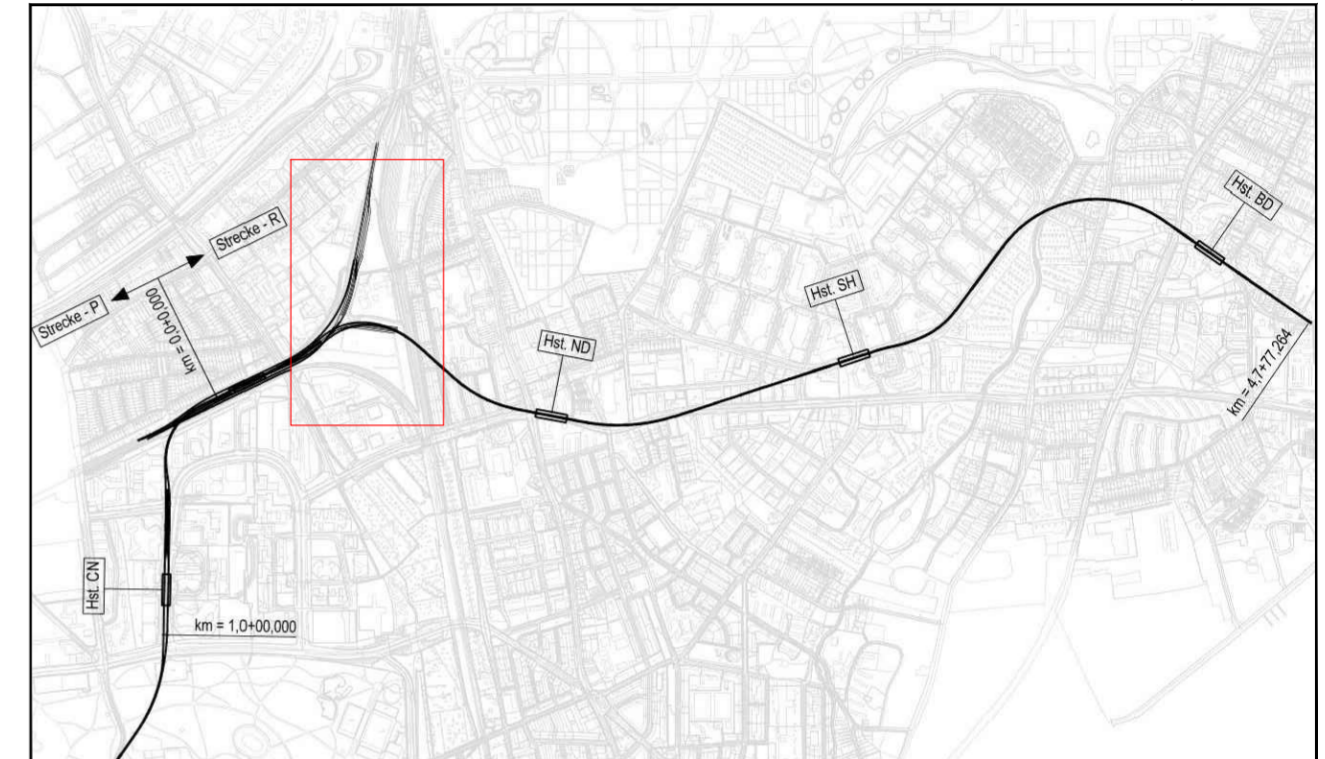 Strecke - R
Strecke - P
km = 0,0+0,000
Hst. BD
Hst. SH
Hst. ND
km = 4,7+77,264
Hst. CN
km = 1,0+00,000